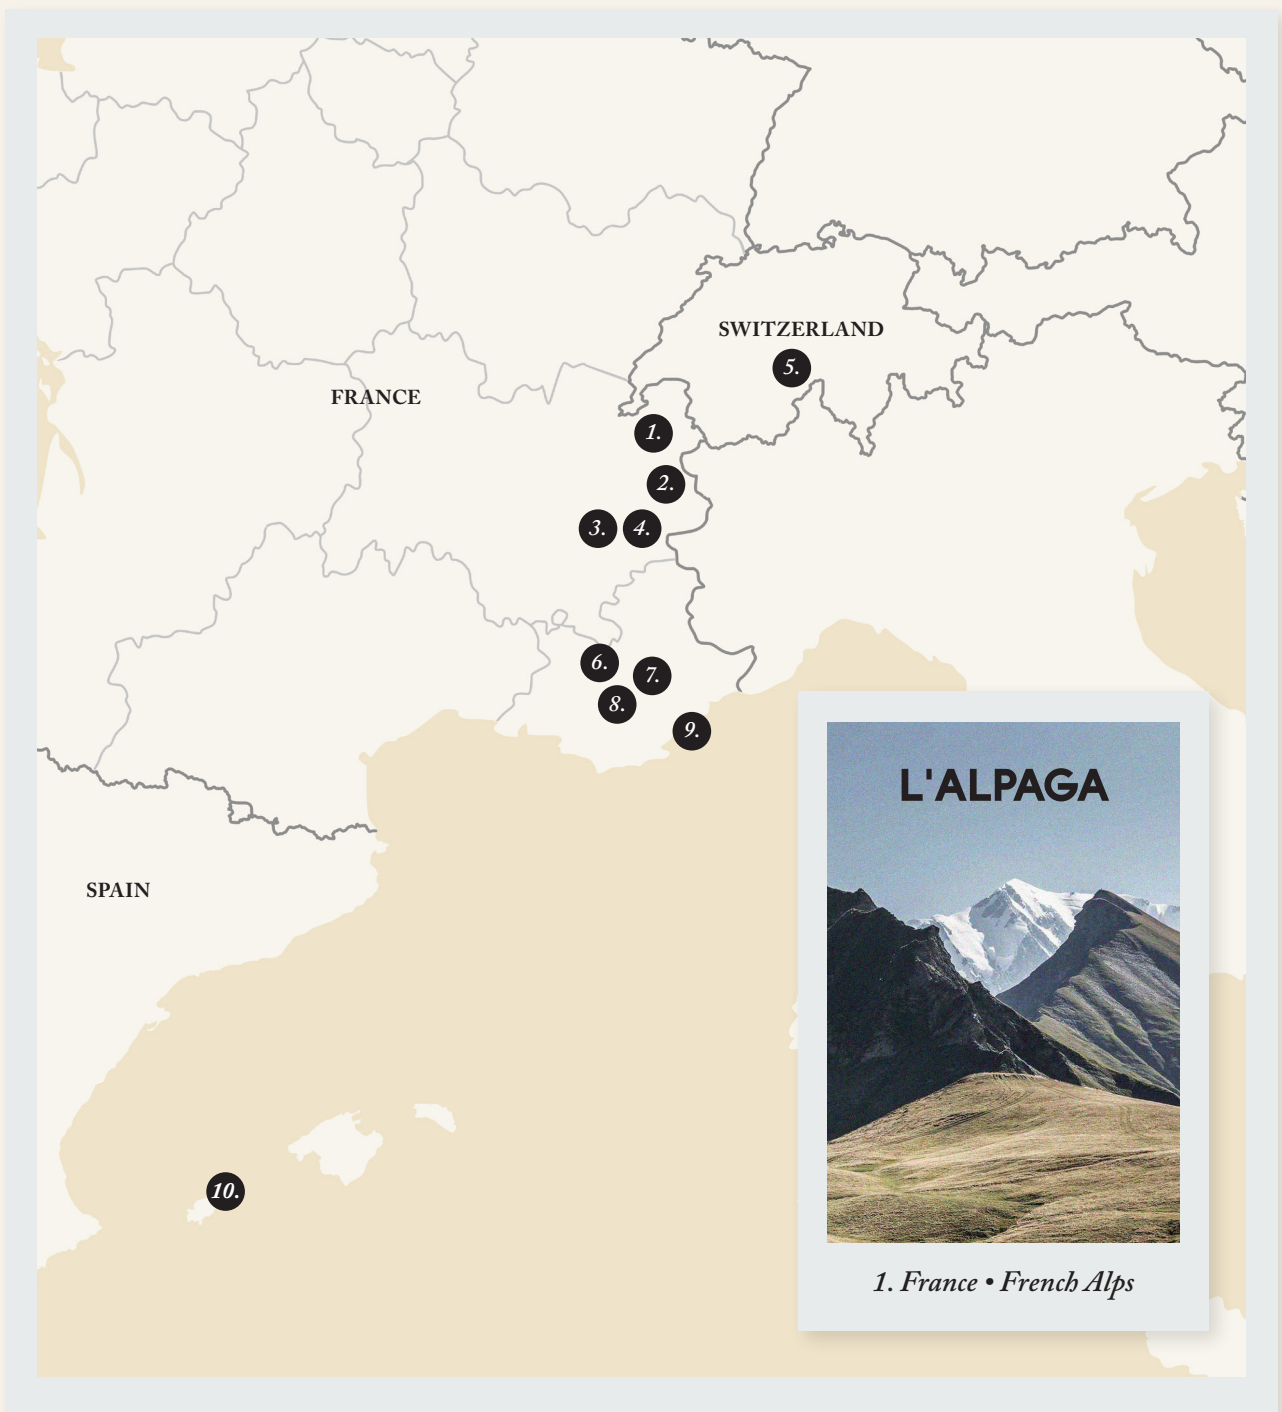 SWITZERLAND
5.
FRANCE
1.
2.
3.
4.
6.
7.
8.
9.
L'ALPAGA
SPAIN
10.
1. France • French Alps